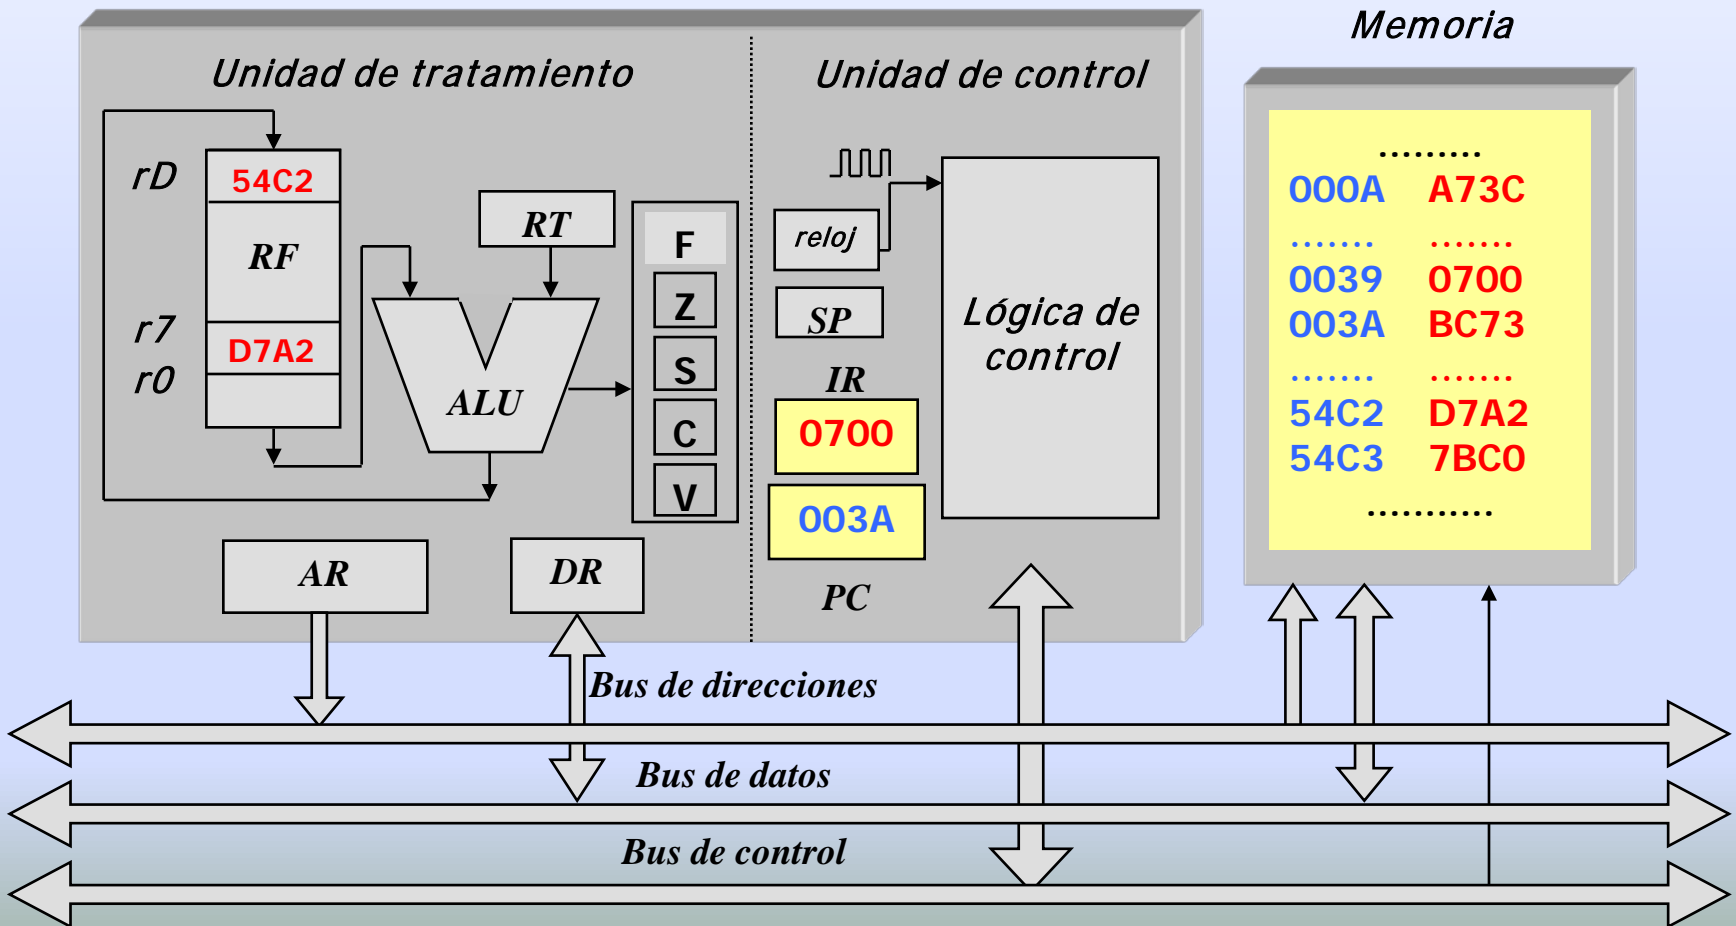 Memoria
Unidad de tratamiento
Unidad de control
rD
54C2
RF
r7
D7A2
r0
RT
ALU
F
Z
S
C
V
AR
DR
reloj
SP
IR
0700
003A
PC
Lógica de
control
.........
000A A73C
....... .......
0039 0700
003A BC73
....... .......
54C2 D7A2
54C3 7BC0
...........
Bus de direcciones
Bus de datos
Bus de control